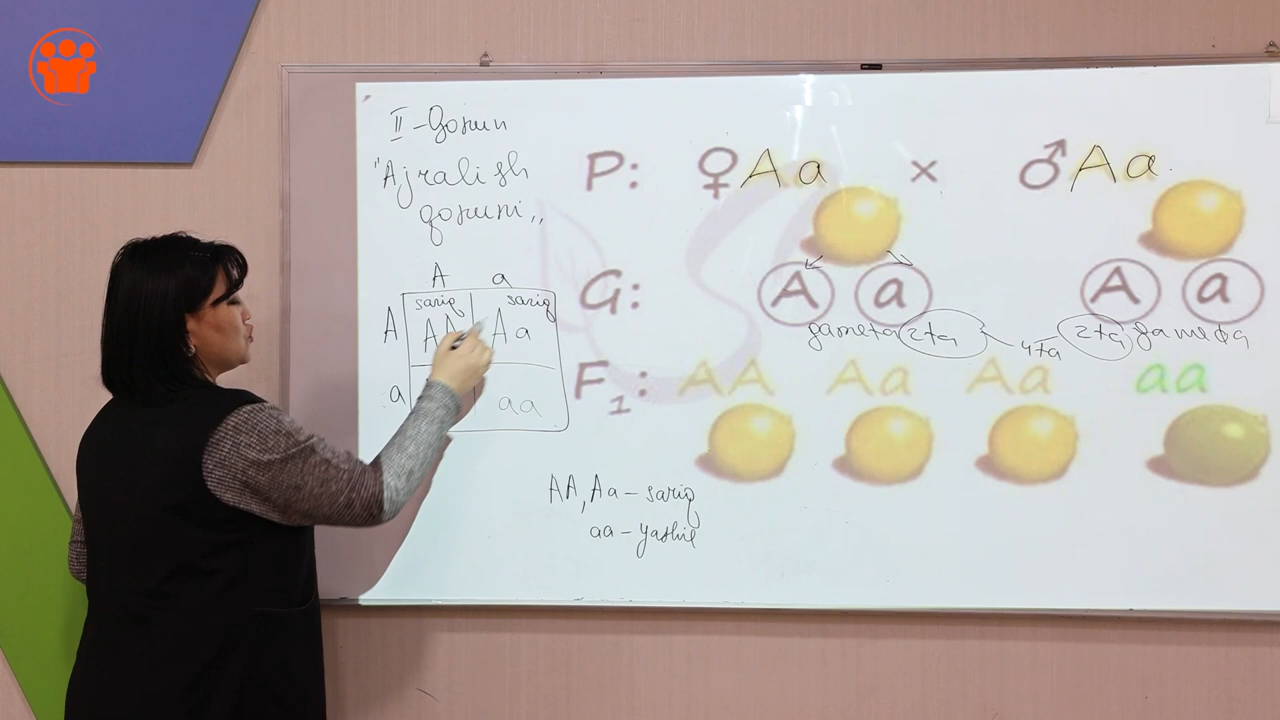 II - Qonun
"Ajralish
qonuni„
A a
A sariq sariq
AA Aa
a aa
P: ♀ Aa x ♂ Aa
G: A a A a
gameta 2ta 4ta 2ta gameta
F1: AA Aa Aa aa
AA, Aa - sariq
aa - yashil